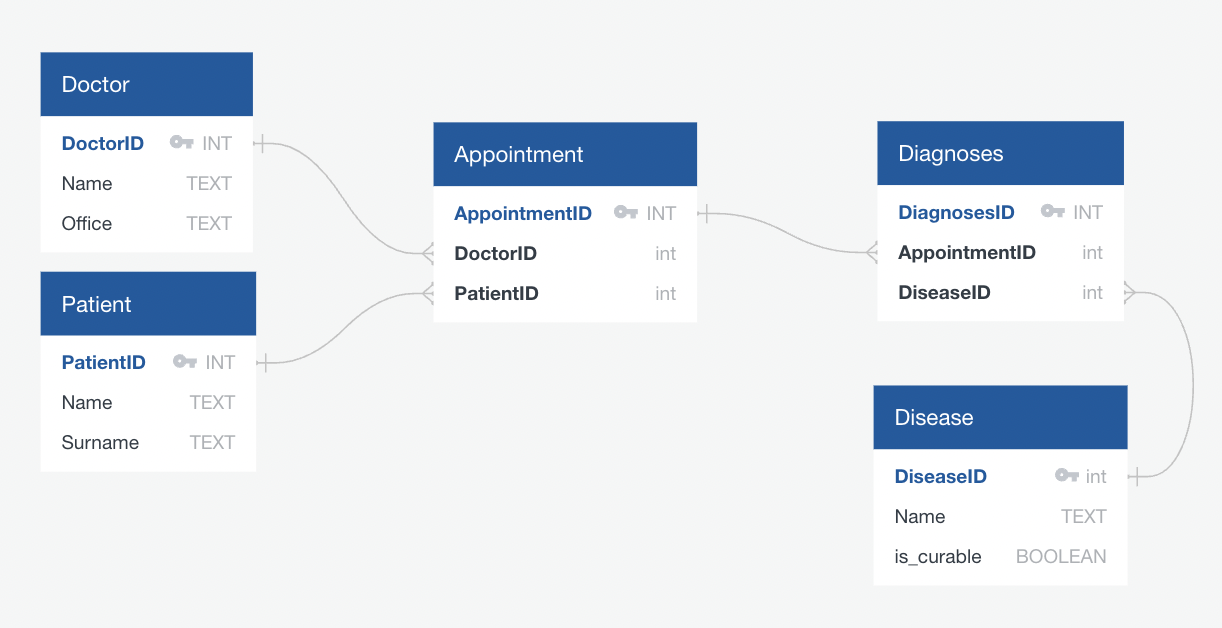 Doctor
DoctorID INT
Name TEXT
Office TEXT
Patient
PatientID INT
Name TEXT
Surname TEXT
Appointment
AppointmentID INT
DoctorID int
PatientID int
Diagnoses
DiagnosesID INT
AppointmentID int
DiseaseID int
Disease
DiseaseID int
Name TEXT
is_curable BOOLEAN